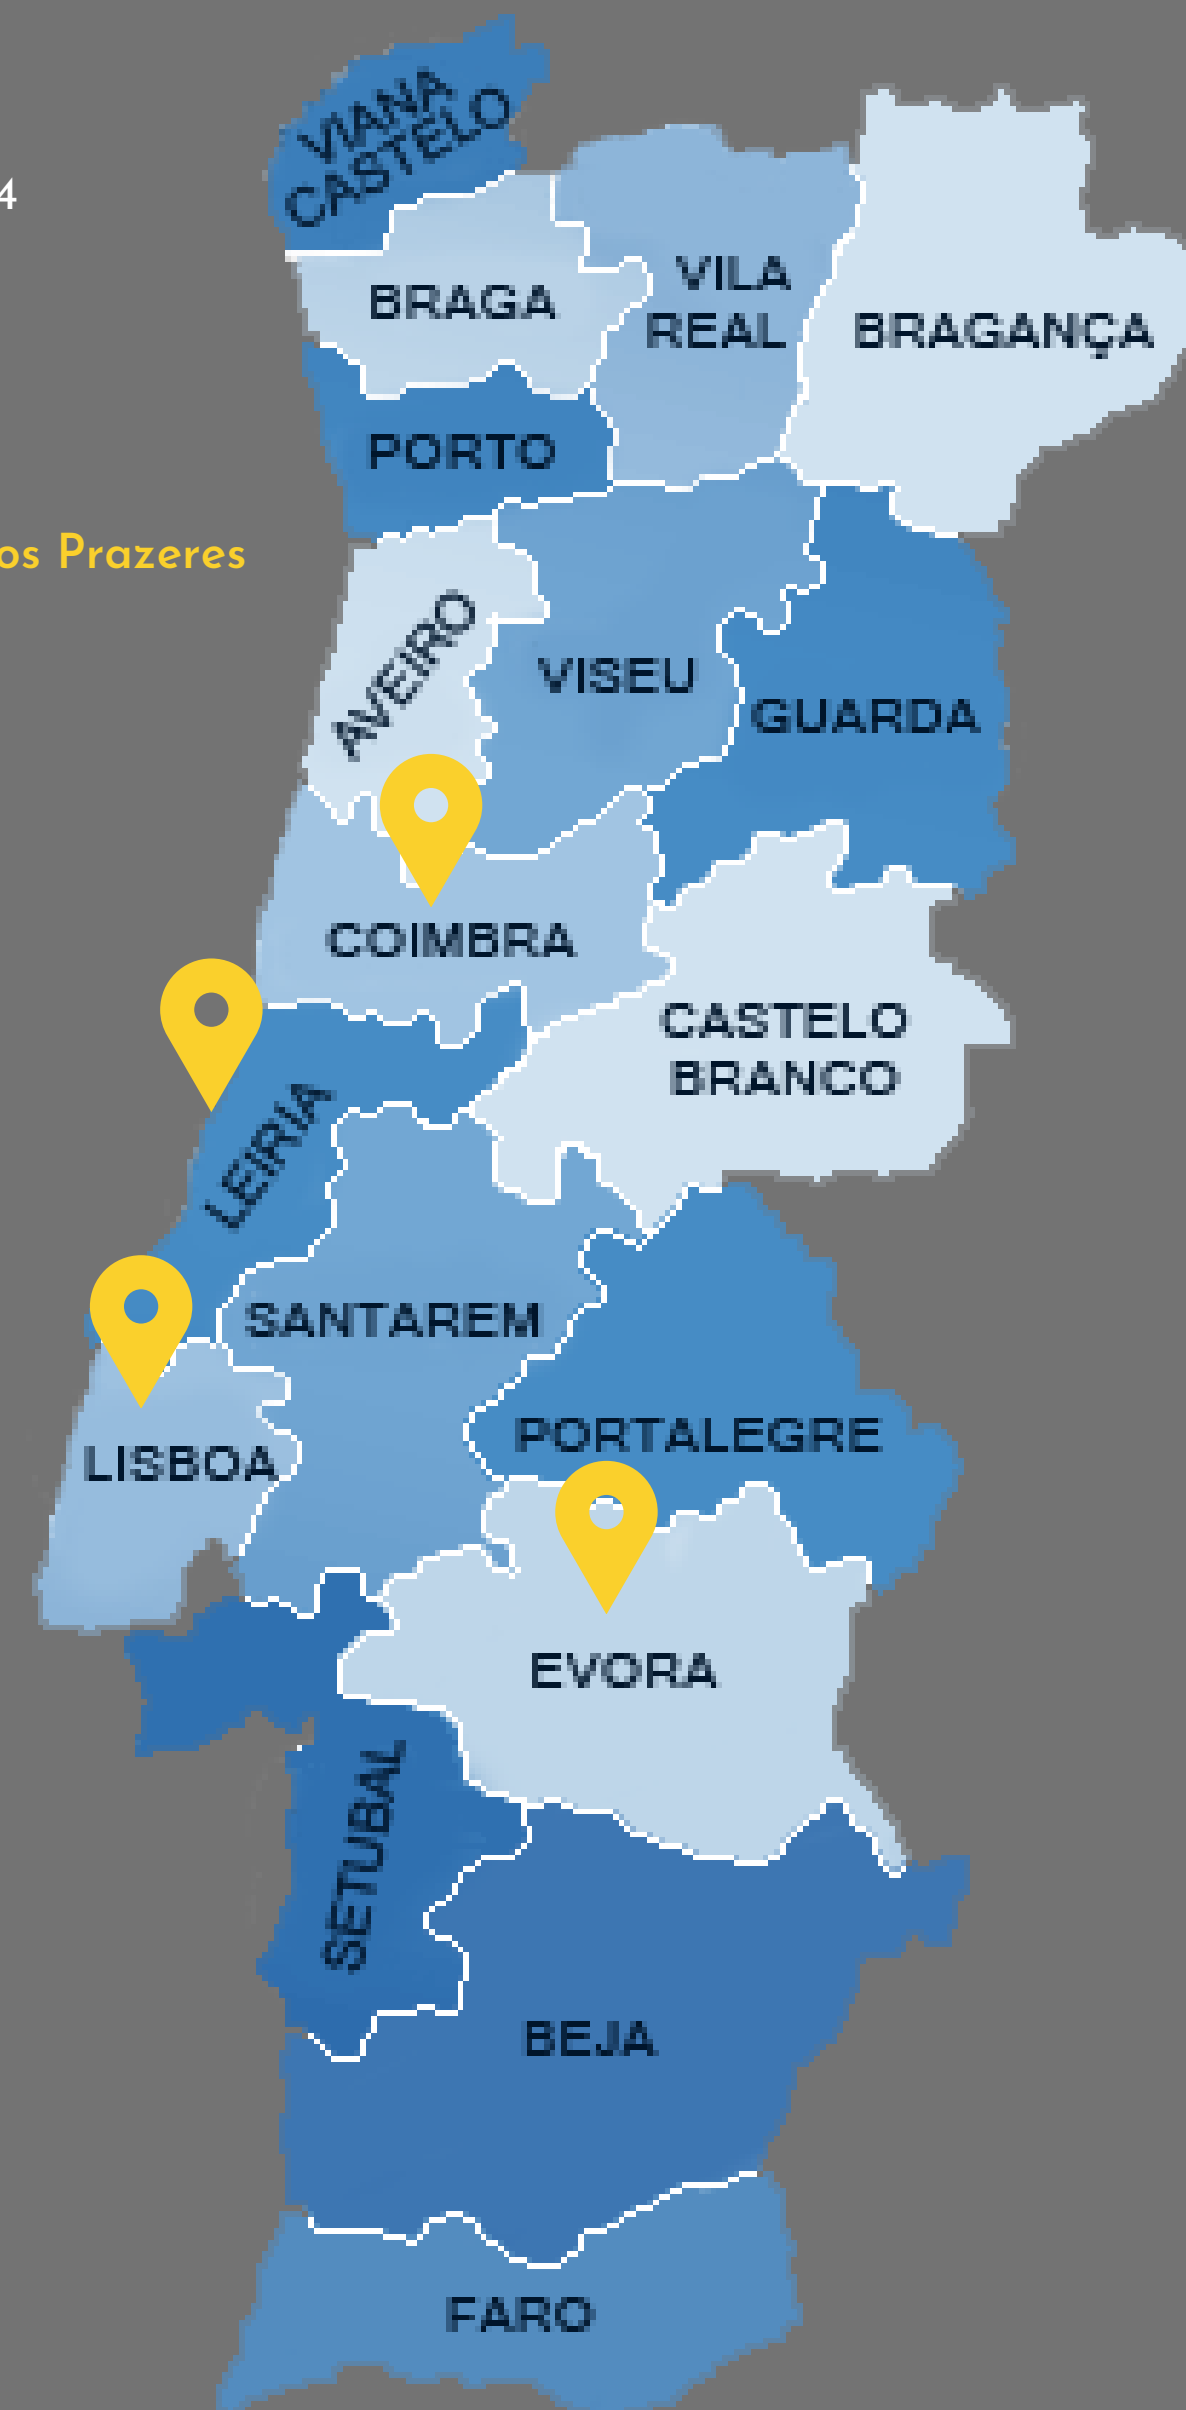 VIANA
CASTELO
4
BRAGA
VILA
REAL
BRAGANÇA
PORTO
os Prazeres
AVEIRO
VISEU
GUARDA
COIMBRA
CASTELO
BRANCO
LEIRIA
SANTAREM
PORTALEGRE
LISBOA
EVORA
SETUBAL
BEJA
FARO